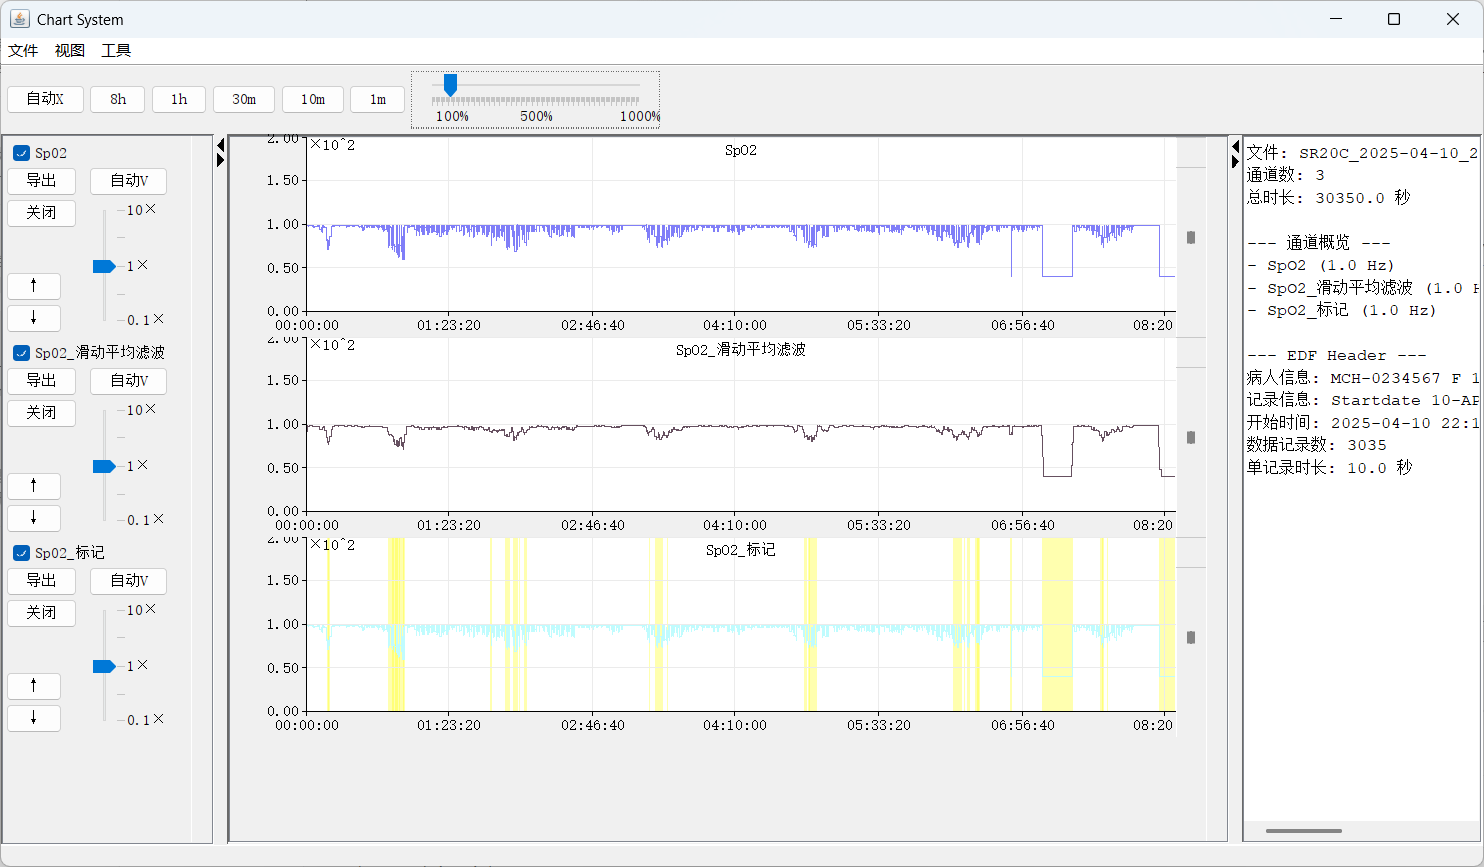 Chart System
文件 视图 工具
自动X 8h 1h 30m 10m 1m
100% 500% 1000%
SpO2
导出 自动V
关闭
10×
1×
0.1×
↑
↓
SpO2_滑动平均滤波
导出 自动V
关闭
10×
1×
0.1×
↑
↓
SpO2_标记
导出 自动V
关闭
10×
1×
0.1×
↑
↓
×10^2
SpO2
2.00
1.50
1.00
0.50
0.00
00:00:00 01:23:20 02:46:40 04:10:00 05:33:20 06:56:40 08:20
×10^2
SpO2_滑动平均滤波
2.00
1.50
1.00
0.50
0.00
00:00:00 01:23:20 02:46:40 04:10:00 05:33:20 06:56:40 08:20
×10^2
SpO2_标记
2.00
1.50
1.00
0.50
0.00
00:00:00 01:23:20 02:46:40 04:10:00 05:33:20 06:56:40 08:20
文件: SR20C_2025-04-10_2
通道数: 3
总时长: 30350.0 秒
--- 通道概览 ---
- SpO2 (1.0 Hz)
- SpO2_滑动平均滤波 (1.0 H
- SpO2_标记 (1.0 Hz)
--- EDF Header ---
病人信息: MCH-0234567 F 1
记录信息: Startdate 10-AP
开始时间: 2025-04-10 22:1
数据记录数: 3035
单记录时长: 10.0 秒